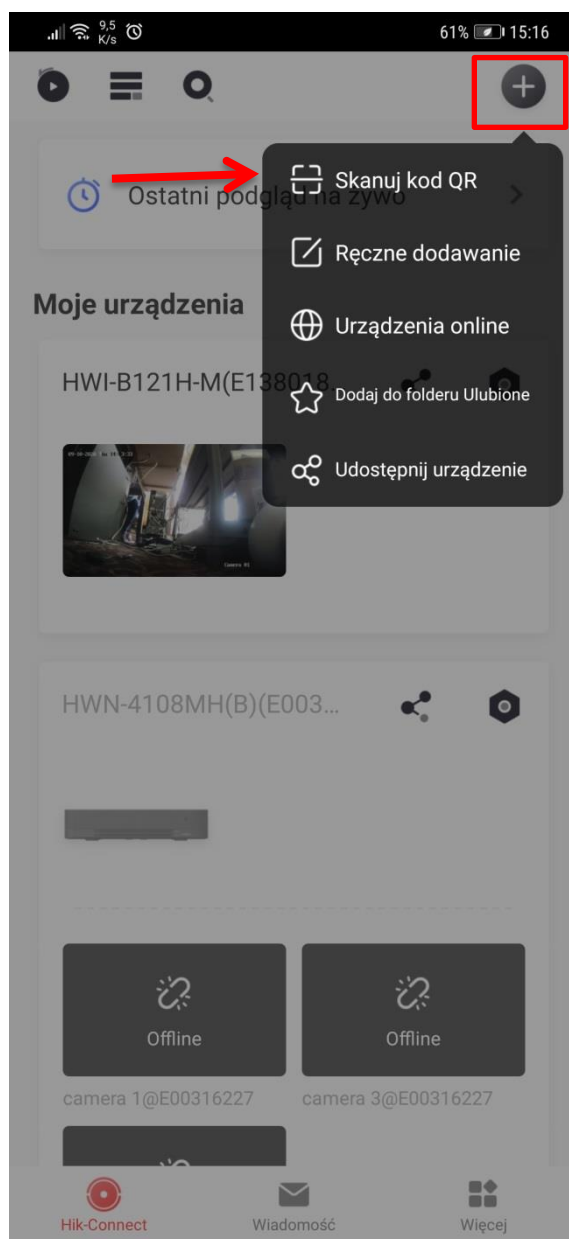 9,5
K/s
61%
15:16
Skanuj kod QR
Ostatni podgląd na żywo
Ręczne dodawanie
Moje urządzenia
Urządzenia online
HWI-B121H-M(E138018...
Dodaj do folderu Ulubione
Udostępnij urządzenie
HWN-4108MH(B)(E003...
Offline
Offline
camera 1@E00316227
camera 3@E00316227
Hik-Connect
Wiadomość
Więcej